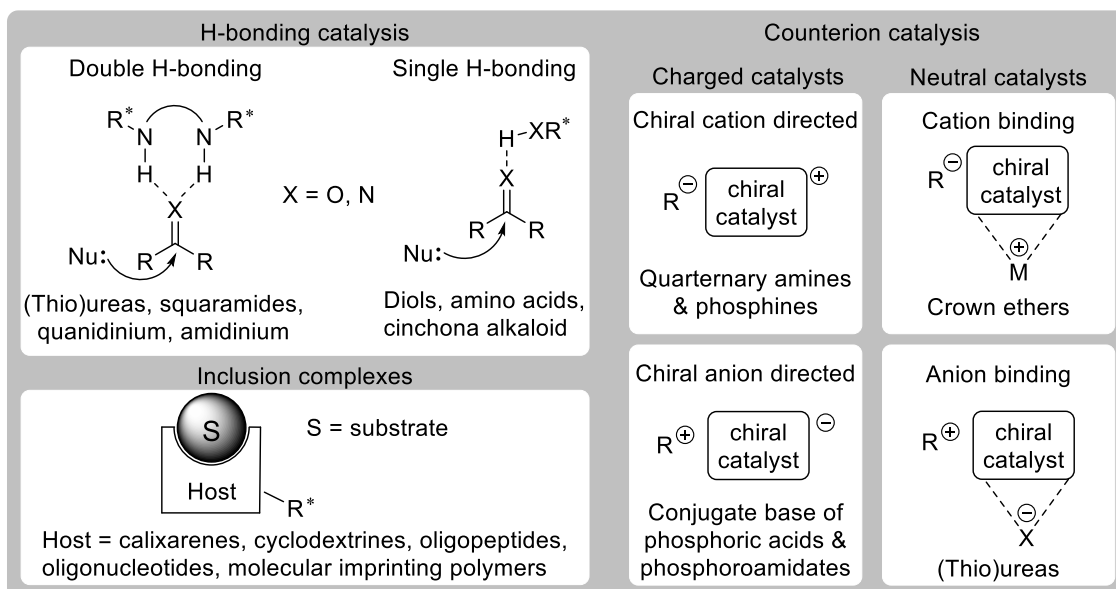 H-bonding catalysis
Double H-bonding
R* R*
N N
H H
X
R R
Nu:
X = O, N
(Thio)ureas, squaramides,
quanidinium, amidinium
Single H-bonding
H-XR*
X
R R
Nu:
Diols, amino acids,
cinchona alkaloid
Inclusion complexes
S
S = substrate
Host
R*
Host = calixarenes, cyclodextrines, oligopeptides,
oligonucleotides, molecular imprinting polymers
Counterion catalysis
Charged catalysts
Chiral cation directed
R⊖ chiral ⊕
catalyst
Quarternary amines
& phosphines
Chiral anion directed
R⊕ chiral ⊖
catalyst
Conjugate base of
phosphoric acids &
phosphoroamidates
Neutral catalysts
Cation binding
R⊖ chiral
catalyst
⊕
M
Crown ethers
Anion binding
R⊕ chiral
catalyst
⊖
X
(Thio)ureas